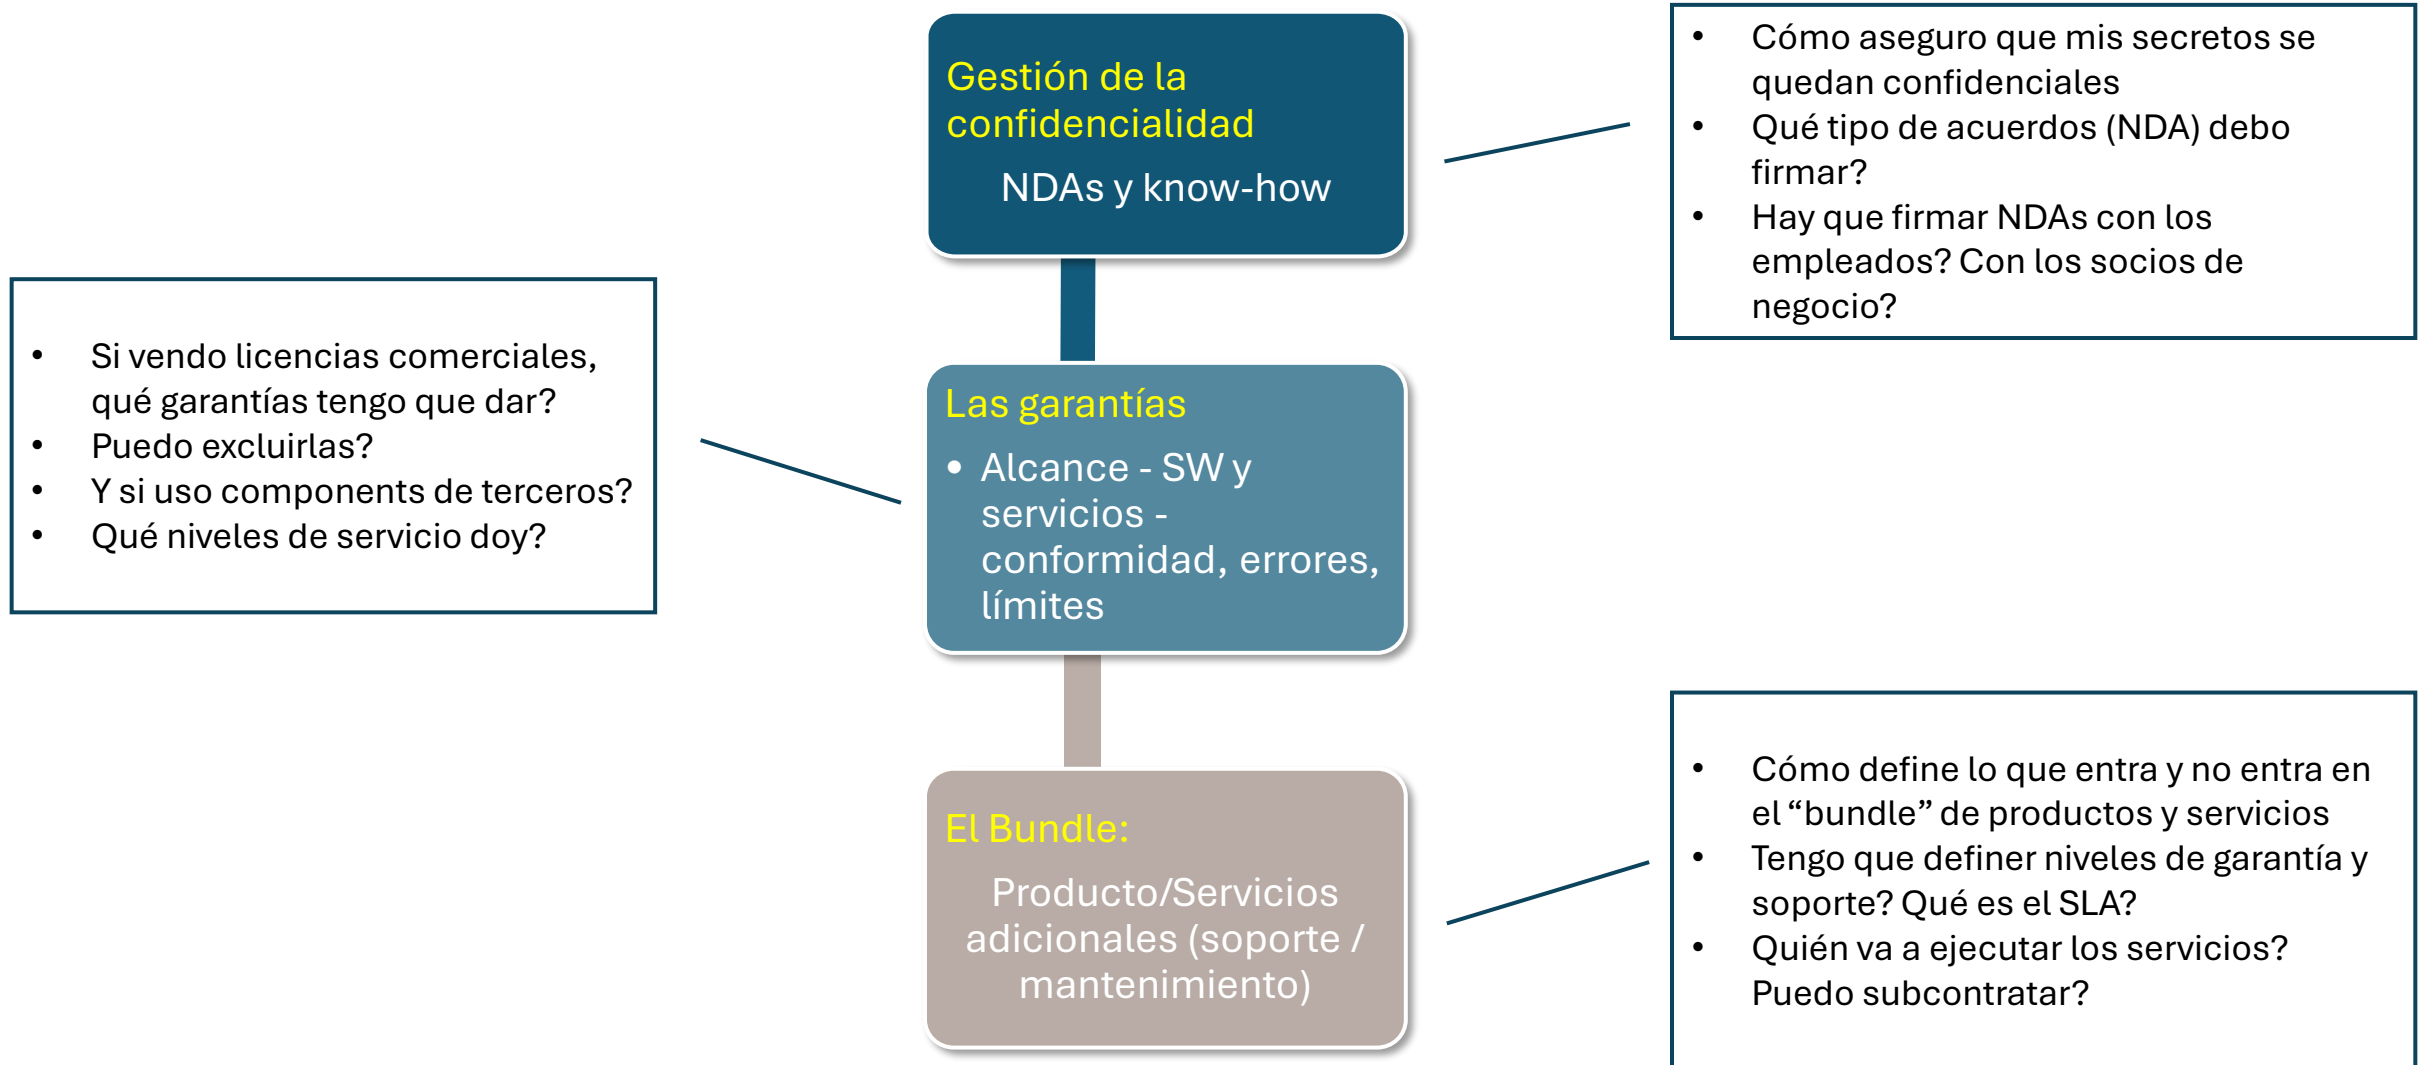 Gestión de la
confidencialidad
NDAs y know-how
• Cómo aseguro que mis secretos se
quedan confidenciales
• Qué tipo de acuerdos (NDA) debo
firmar?
• Hay que firmar NDAs con los
empleados? Con los socios de
negocio?
• Si vendo licencias comerciales,
qué garantías tengo que dar?
• Puedo excluirlas?
• Y si uso components de terceros?
• Qué niveles de servicio doy?
Las garantías
• Alcance - SW y
servicios -
conformidad, errores,
límites
El Bundle:
Producto/Servicios
adicionales (soporte /
mantenimiento)
• Cómo define lo que entra y no entra en
el “bundle” de productos y servicios
• Tengo que definer niveles de garantía y
soporte? Qué es el SLA?
• Quién va a ejecutar los servicios?
Puedo subcontratar?